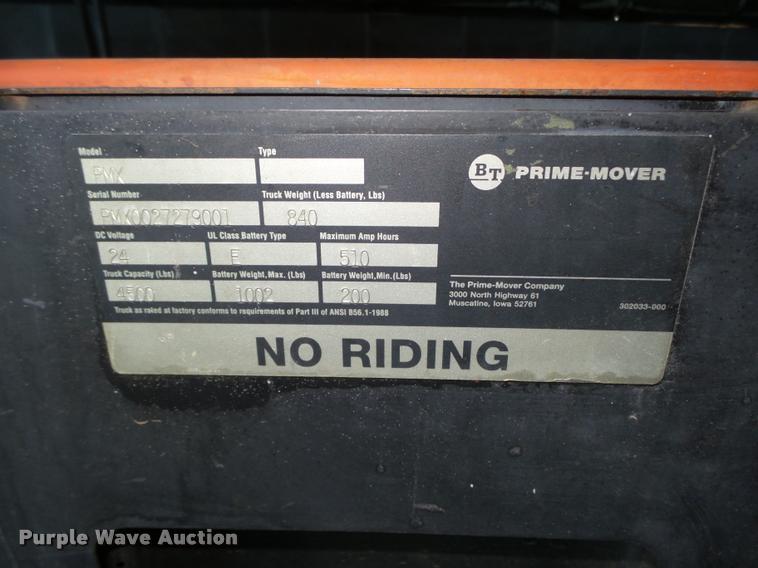 Model Type
PMX
BT PRIME-MOVER
Serial Number Truck Weight (Less Battery, Lbs)
PMX0027279001 840
DC Voltage UL Class Battery Type Maximum Amp Hours
24 E 510
Truck Capacity (Lbs) Battery Weight, Max. (Lbs) Battery Weight, Min. (Lbs)
4500 1002 200
Truck as rated at factory conforms to requirements of Part III of ANSI B56.1-1988
The Prime-Mover Company
3000 North Highway 61
Muscatine, Iowa 52761
302033-000
NO RIDING
Purple Wave Auction